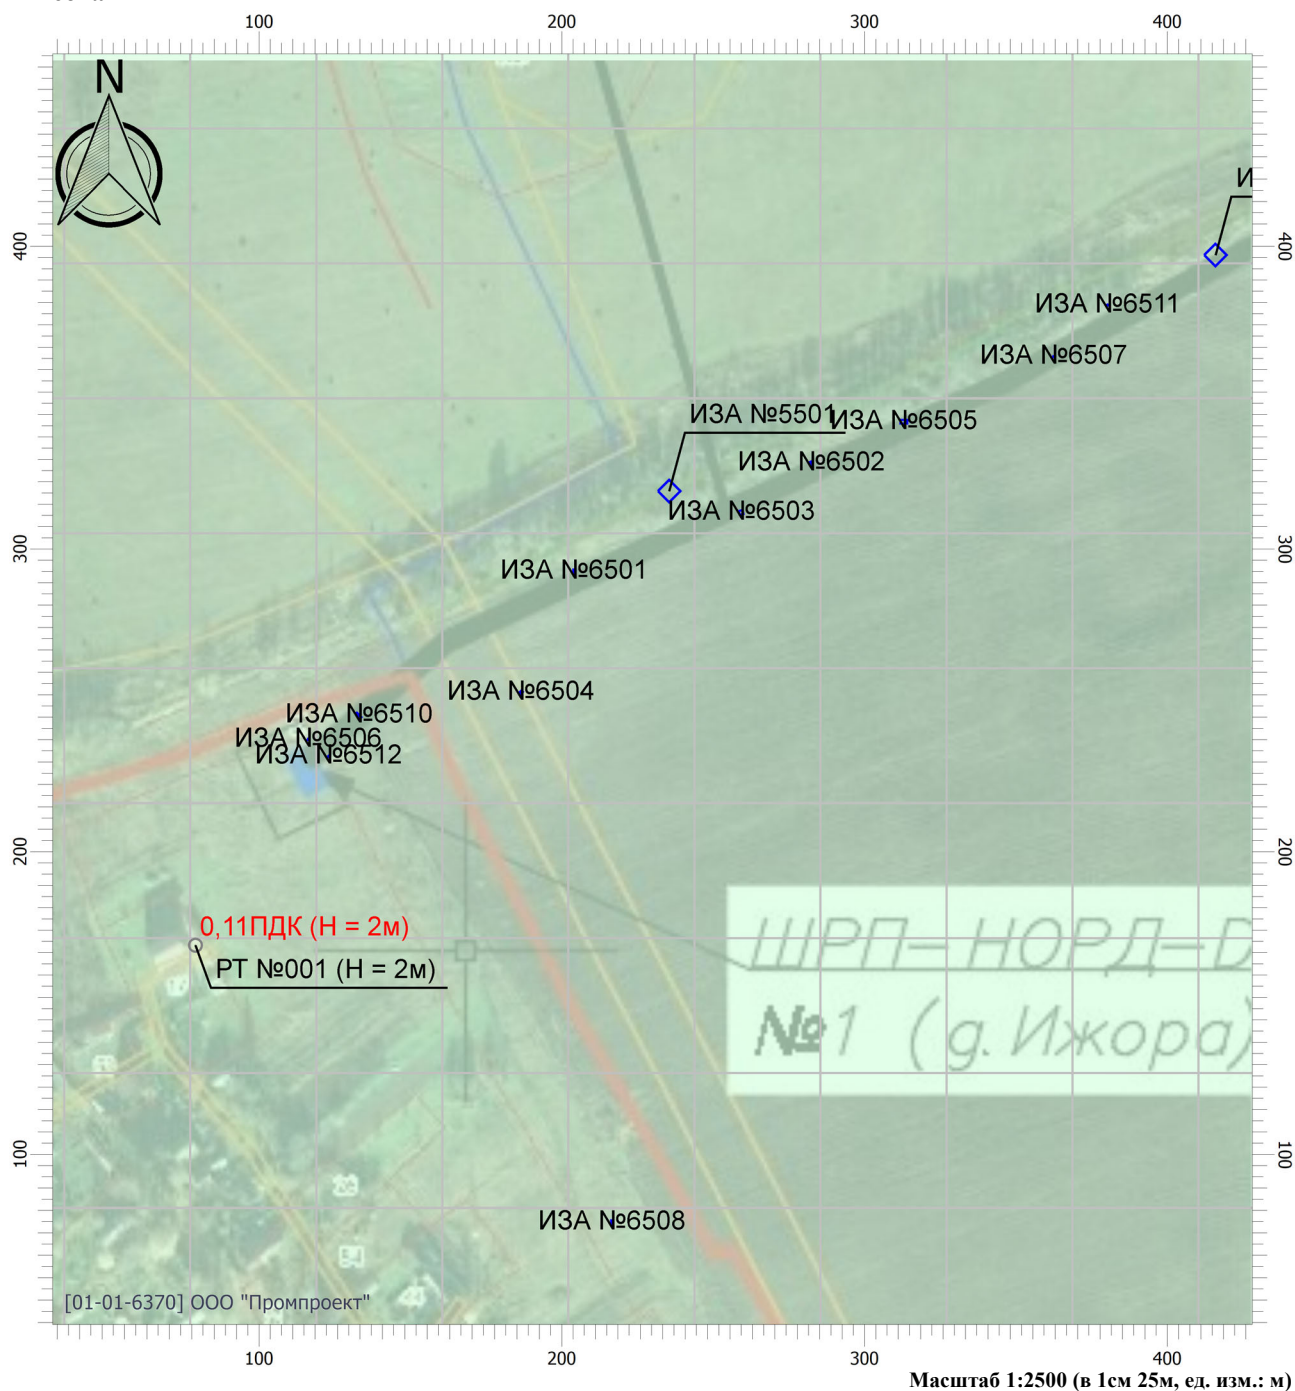 100 200 300 400
N
И
400 400
ИЗА №6511
ИЗА №6507
ИЗА №5501
ИЗА №6505
ИЗА №6502
ИЗА №6503
300 300
ИЗА №6501
ИЗА №6504
ИЗА №6510
ИЗА №6506
ИЗА №6512
200 200
0,11ПДК (Н = 2м)
ШРП– НОРД–D
РТ №001 (Н = 2м)
№1 (д. Ижора)
100 100
ИЗА №6508
[01-01-6370] ООО "Промпроект"
100 200 300 400
Масштаб 1:2500 (в 1см 25м, ед. изм.: м)